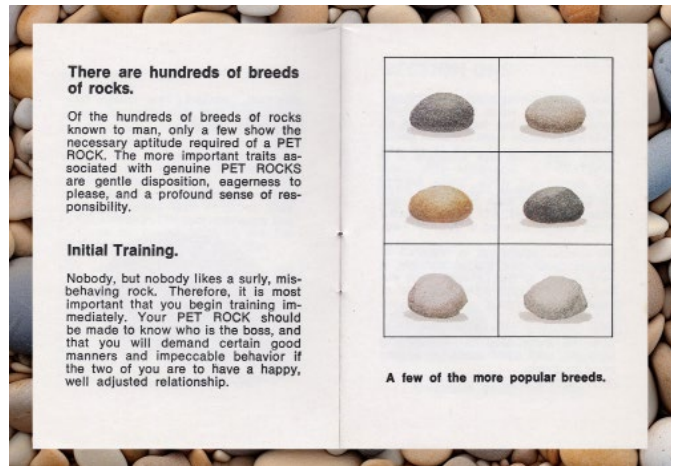 There are hundreds of breeds
of rocks.
Of the hundreds of breeds of rocks
known to man, only a few show the
necessary aptitude required of a PET
ROCK. The more important traits as-
sociated with genuine PET ROCKS
are gentle disposition, eagerness to
please, and a profound sense of res-
ponsibility.
Initial Training.
Nobody, but nobody likes a surly, mis-
behaving rock. Therefore, it is most
important that you begin training im-
mediately. Your PET ROCK should
be made to know who is the boss, and
that you will demand certain good
manners and impeccable behavior if
the two of you are to have a happy,
well adjusted relationship.
A few of the more popular breeds.